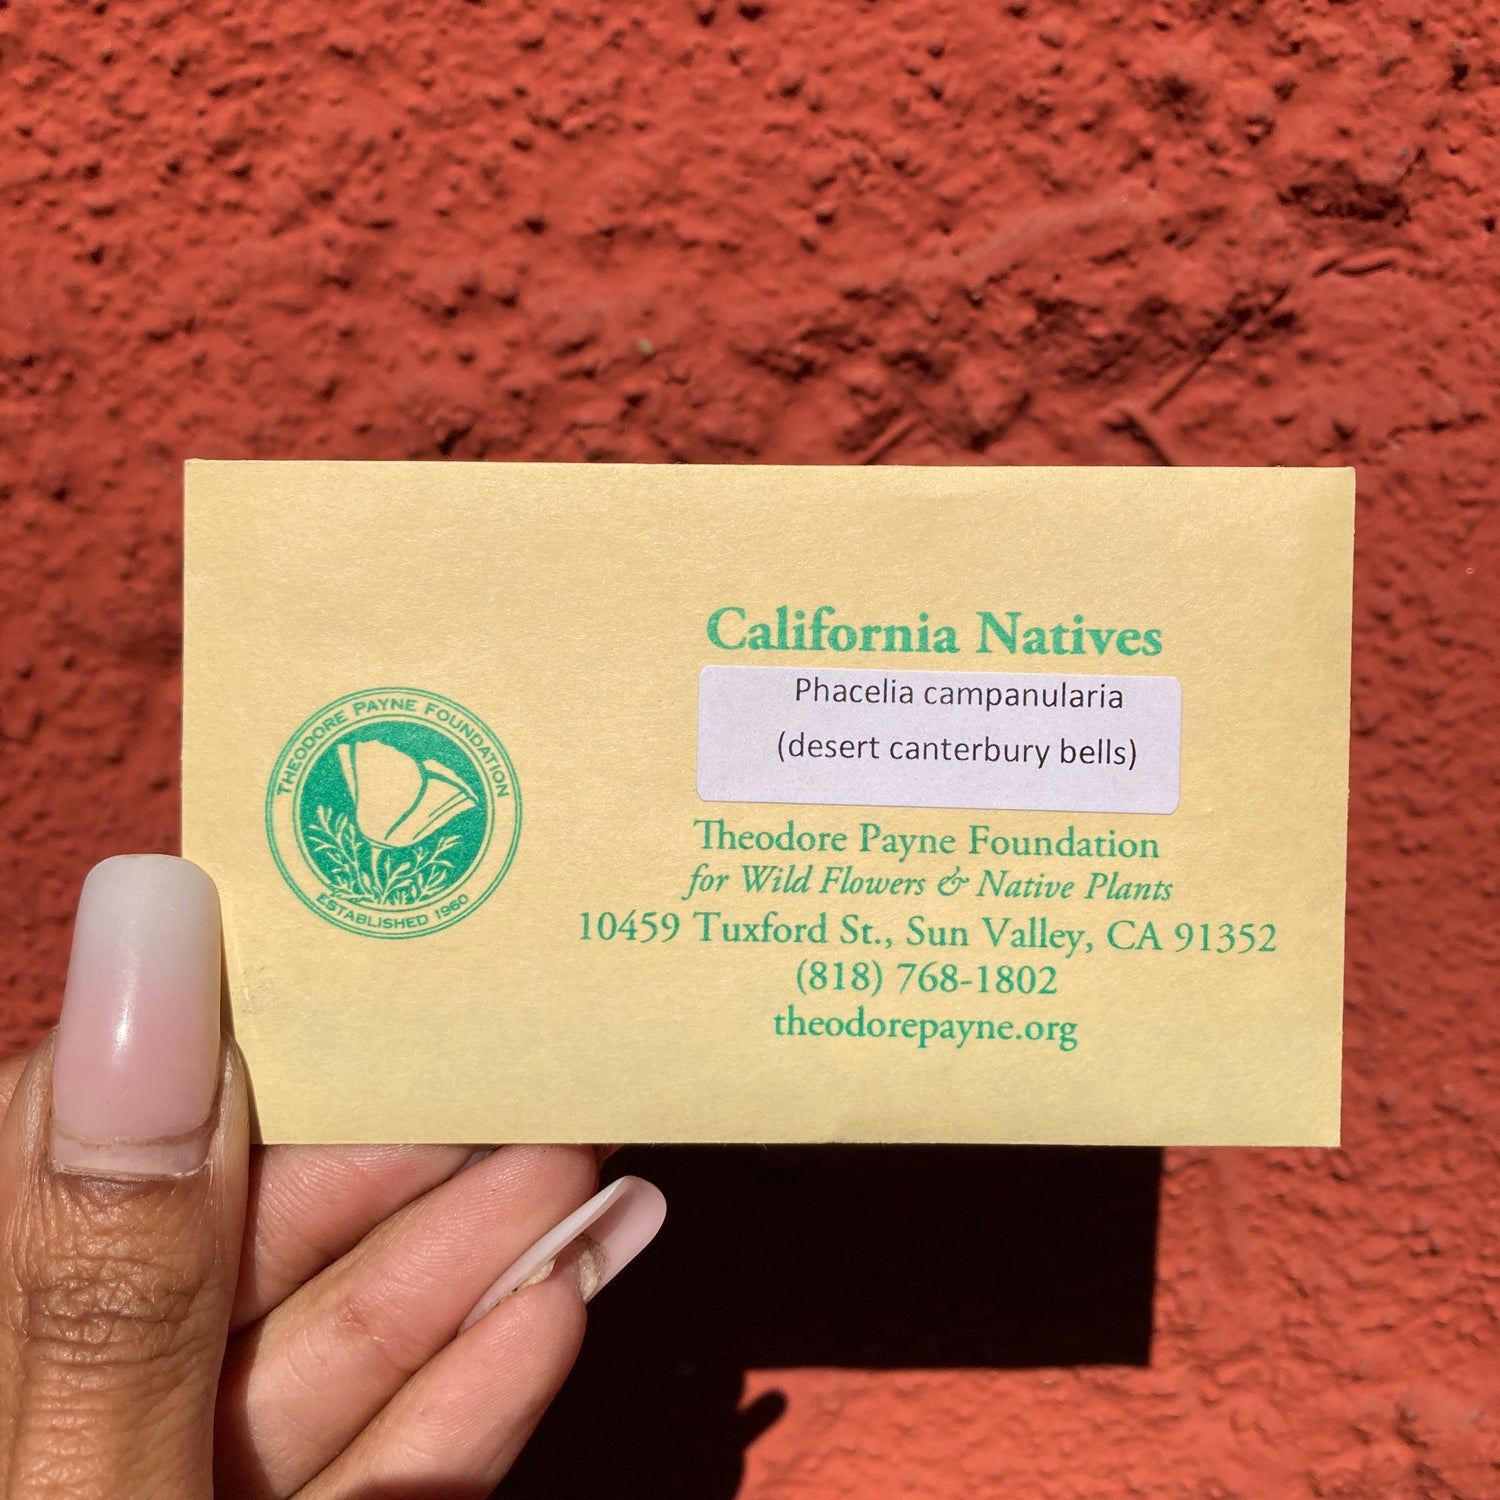 California Natives
Phacelia campanularia
(desert canterbury bells)
THEODORE PAYNE FOUNDATION
ESTABLISHED 1960
Theodore Payne Foundation
for Wild Flowers & Native Plants
10459 Tuxford St., Sun Valley, CA 91352
(818) 768-1802
theodorepayne.org